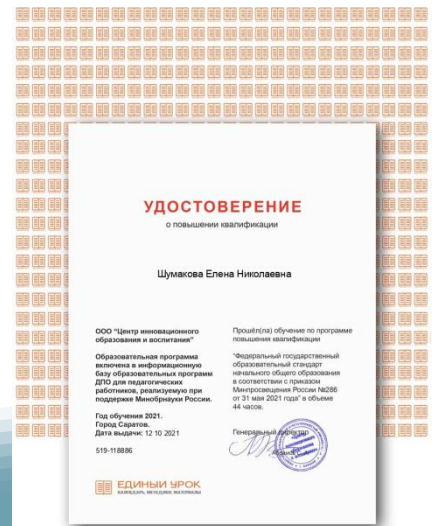 УДОСТОВЕРЕНИЕ
о повышении квалификации
Шумакова Елена Николаевна
ООО "Центр инновационного
образования и воспитания"
Образовательная программа
включена в информационную
базу образовательных программ
ДПО для педагогических
работников, реализуемую при
поддержке Минобрнауки России.
Год обучения 2021.
Город Саратов.
Дата выдачи: 12 10 2021
519-118886
Прошёл(ла) обучение по программе
повышения квалификации
"Федеральный государственный
образовательный стандарт
начального общего образования
в соответствии с приказом
Минпросвещения России №286
от 31 мая 2021 года" в объеме
44 часов.
Генеральный директор
ЕДИНЫЙ УРОК
КАЛЕНДАРЬ, МЕТОДИКИ, МАТЕРИАЛЫ